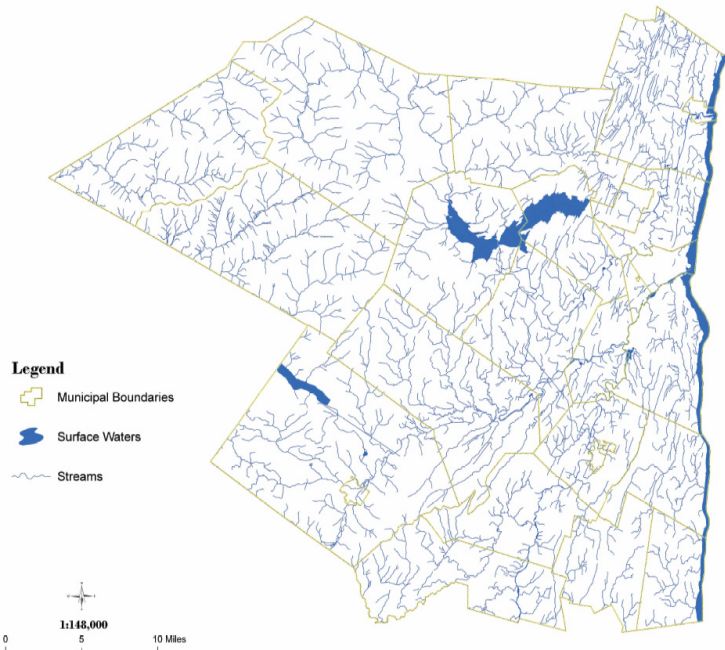 Legend
Municipal Boundaries
Surface Waters
Streams
1:148,000
0 5 10 Miles